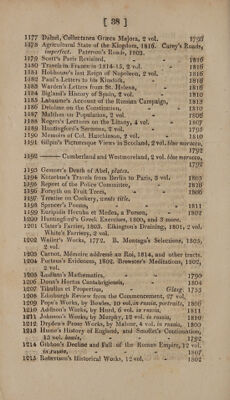 [ 38 ]
1177 Dalzel, Collectanea Græca Majora, 2 vol. 1796
1178 Agricultural State of the Kingdom, 1816. Carey's Roads,
imperfect. Paterson's Roads, 1803.
1179 Scott's Paris Revisited, 1816
1180 Travels in France in 1814-15, 2 vol. 1816
1181 Hobhouse's last Reign of Napoleon, 2 vol. 1816
1182 Paul's Letters to his Kinsfolk, 1816
1183 Warden's Letters from St. Helena, 1816
1184 Bigland's History of Spain, 2 vol. 1810
1185 Labaume's Account of the Russian Campaign, 1815
1186 Delolme on the Constitution, 1810
1187 Malthus on Population, 2 vol. 1806
1188 Rogers's Lectures on the Liturgy, 4 vol. 1807
1189 Huntingford's Sermons, 2 vol. 1795
1190 Memoirs of Col. Hutchinson, 2 vol. 1810
1191 Gilpin's Picturesque Views in Scotland, 2 vol. blue morocco,
1792
1192 Cumberland and Westmoreland, 2 vol. blue morocco,
1792
1193 Gessner's Death of Abel, plates.
1194 Kotzebue's Travels from Berlin to Paris, 3 vol. 1805
1195 Report of the Police Committee, 1816
1196 Forsyth on Fruit Trees, 1806
1197 Treatise on Cookery, wants title.
1198 Spencer's Poems, 1811
1199 Euripidis Hecuba et Medea, a Porson, 1802
1200 Huntingford's Greek Exercises, 1803, and 3 more.
1201 Clater's Farrier, 1803. Elkington's Draining, 1801, 2 vol.
White's Farriery, 2 vol.
1202 Waller's Works, 1772. B. Montagu's Selections, 1805,
2 vol.
1203 Carnot, Mémoire addressé au Roi, 1814, and other tracts.
1204 Porteus's Evidences, 1802. Brewster's Meditations, 1802,
2 vol.
1205 Ludlam's Mathematics, 1790
1206 Dunn's Hortus Cantabrigiensis, 1804
1207 Tibullus et Propertius, Glasg. 1753
1208 Edinburgh Review from the Commencement, 27 vol.
1209 Pope's Works, by Bowles, 10 vol. in russia, portraits, 1806
1210 Addison's Works, by Hurd, 6 vol. in russia, 1811
1211 Johnson's Works, by Murphy, 12 vol. in russia, 1810
1212 Dryden's Prose Works, by Malone, 4 vol. in russia, 1800
1213 Hume's History of England, and Smollet's Continuation,
13 vol. bound, 1792
1214 Gibbon's Decline and Fall of the Roman Empire, 12 vol.
in russia, 1807
1215 Robertson's Historical Works, 12 vol. 1802